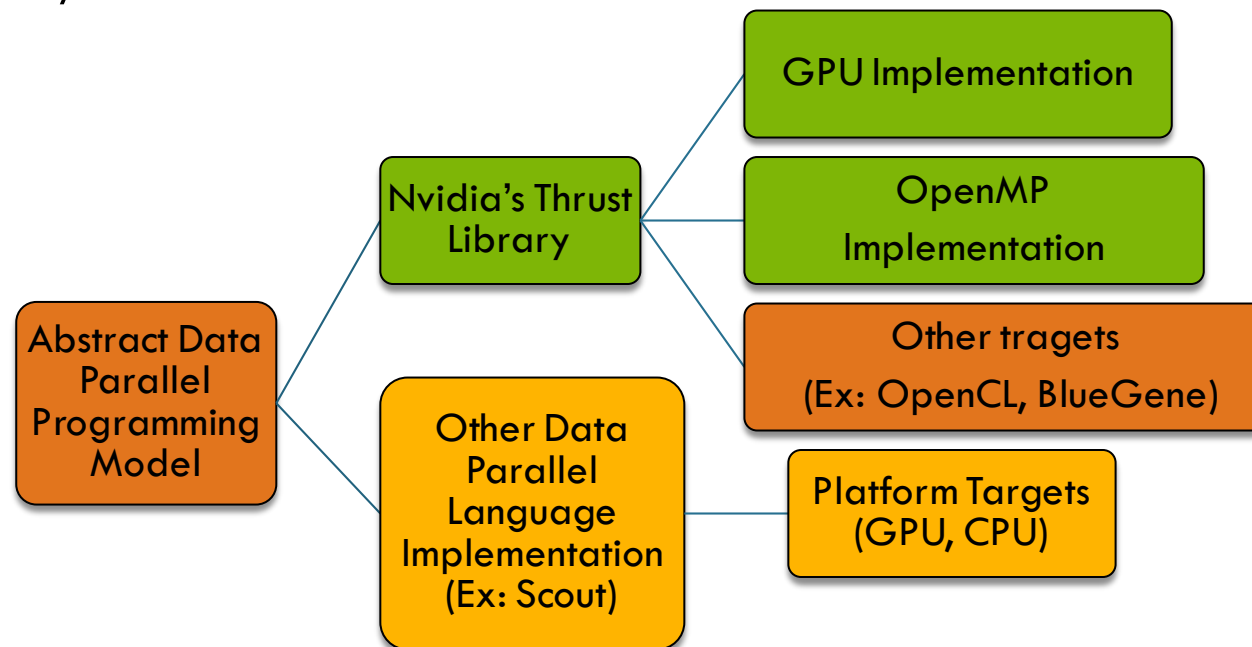 GPU Implementation
Nvidia's Thrust
Library
OpenMP
Implementation
Other tragets
(Ex: OpenCL, BlueGene)
Abstract Data
Parallel
Programming
Model
Other Data
Parallel
Language
Implementation
(Ex: Scout)
Platform Targets
(GPU, CPU)